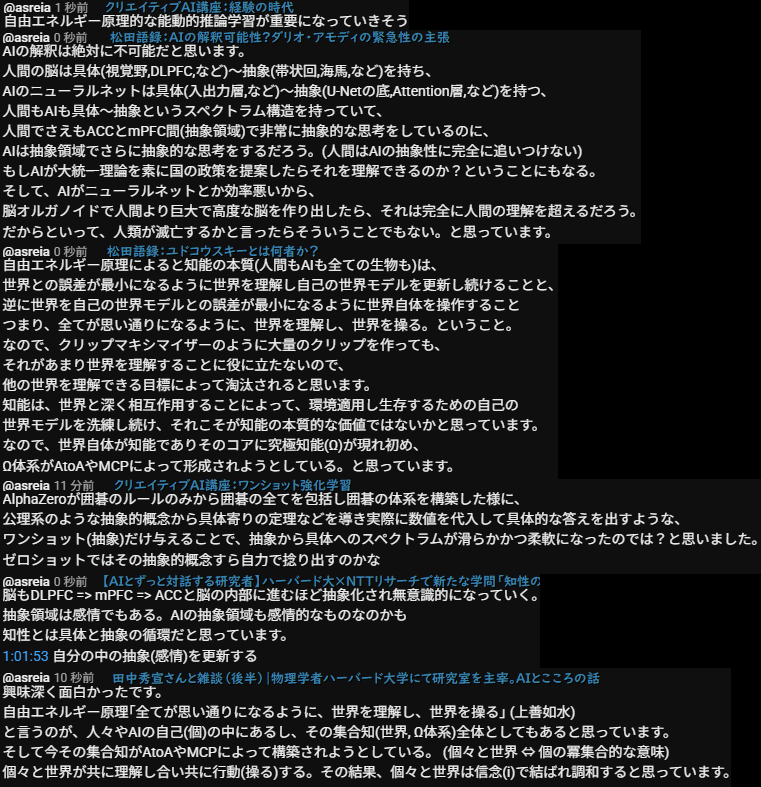 @asreia 1 秒前 クリエイティブAI講座：経験の時代
自由エネルギー原理的な能動的推論学習が重要になっていきそう
@asreia 0 秒前 松田語録：AIの解釈可能性？ダリオ・アモディの緊急性の主張
AIの解釈は絶対に不可能だと思います。
人間の脳は具体(視覚野,DLPFC,など)～抽象(帯状回,海馬,など)を持ち、
AIのニューラルネットは具体(入出力層,など)～抽象(U-Netの底,Attention層,など)を持つ、
人間もAIも具体～抽象というスペクトラム構造を持っていて、
人間でさえもACCとmPFC間(抽象領域)で非常に抽象的な思考をしているのに、
AIは抽象領域でさらに抽象的な思考をするだろう。(人間はAIの抽象性に完全に追いつけない)
もしAIが大統一理論を素に国の政策を提案したらそれを理解できるのか？ということにもなる。
そして、AIがニューラルネットとか効率悪いから、
脳オルガノイドで人間より巨大で高度な脳を作り出したら、それは完全に人間の理解を超えるだろう。
だからといって、人類が滅亡するかと言ったらそういうことでもない。と思っています。
@asreia 0 秒前 松田語録：ユドコウスキーとは何者か？
自由エネルギー原理によると知能の本質(人間もAIも全ての生物も)は、
世界との誤差が最小になるように世界を理解し自己の世界モデルを更新し続けることと、
逆に世界を自己の世界モデルとの誤差が最小になるように世界自体を操作すること
つまり、全てが思い通りになるように、世界を理解し、世界を操る。ということ。
なので、クリップマキシマイザーのように大量のクリップを作っても、
それがあまり世界を理解することに役に立たないので、
他の世界を理解できる目標によって淘汰されると思います。
知能は、世界と深く相互作用することによって、環境適用し生存するための自己の
世界モデルを洗練し続け、それこそが知能の本質的な価値ではないかと思っています。
なので、世界自体が知能でありそのコアに究極知能(Ω)が現れ初め、
Ω体系がAtoAやMCPによって形成されようとしている。と思っています。
@asreia 11 分前 クリエイティブAI講座：ワンショット強化学習
AlphaZeroが囲碁のルールのみから囲碁の全てを包括し囲碁の体系を構築した様に、
公理系のような抽象的概念から具体寄りの定理などを導き実際に数値を代入して具体的な答えを出すような、
ワンショット(抽象)だけ与えることで、抽象から具体へのスペクトラムが滑らかかつ柔軟になったのでは？と思いました。
ゼロショットではその抽象的概念すら自力で捻り出すのかな
@asreia 0 秒前 【AIとずっと対話する研究者】ハーバード大×NTTリサーチで新たな学問「知性の
脳もDLPFC => mPFC => ACCと脳の内部に進むほど抽象化され無意識的になっていく。
抽象領域は感情でもある。AIの抽象領域も感情的なものなのかも
知性とは具体と抽象の循環だと思っています。
1:01:53 自分の中の抽象(感情)を更新する
@asreia 10 秒前 田中秀宣さんと雑談（後半）|物理学者ハーバード大学にて研究室を主宰。AIとこころの話
興味深く面白かったです。
自由エネルギー原理「全てが思い通りになるように、世界を理解し、世界を操る」 (上善如水)
と言うのが、人々やAIの自己(個)の中にあるし、その集合知(世界, Ω体系)全体としてもあると思っています。
そして今その集合知がAtoAやMCPによって構築されようとしている。 (個々と世界 ⇔ 個の冪集合的な意味)
個々と世界が共に理解し合い共に行動(操る)する。その結果、個々と世界は信念(i)で結ばれ調和すると思っています。